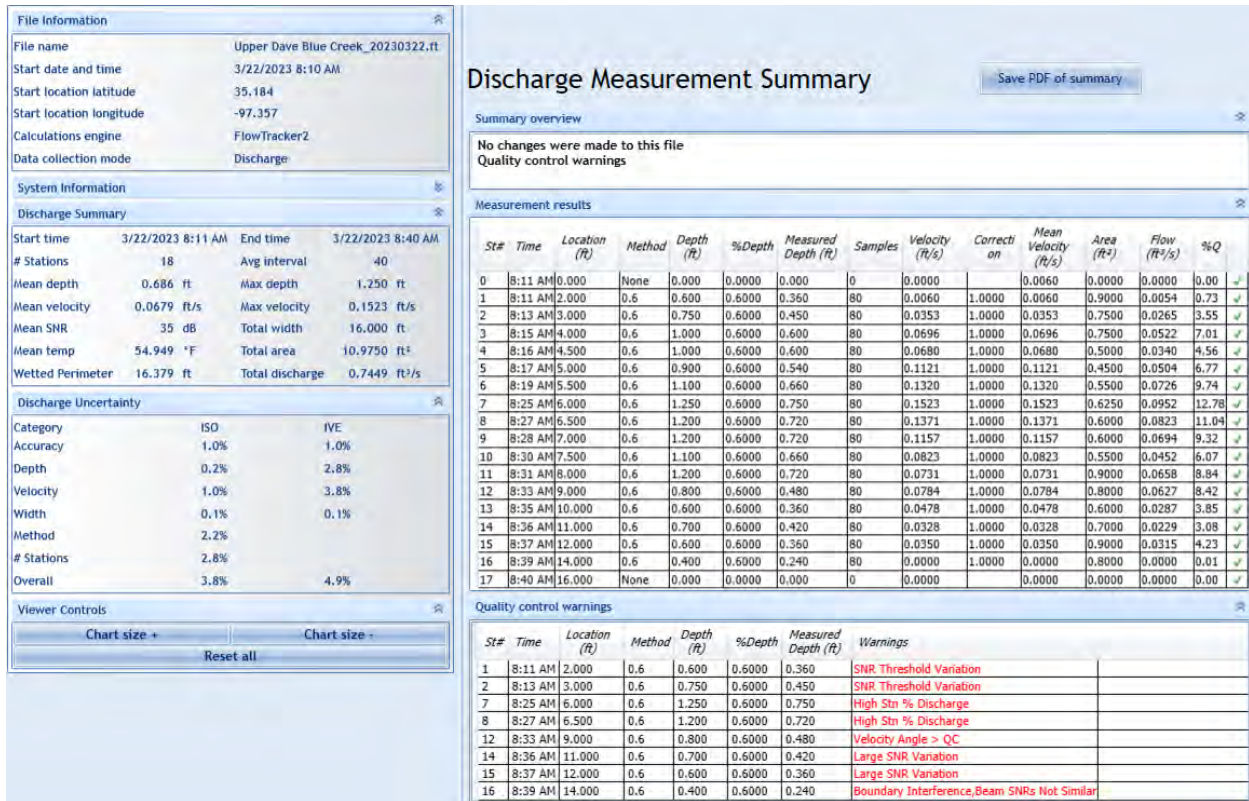 File Information
File name Upper Dave Blue Creek_20230322.ft
Start date and time 3/22/2023 8:10 AM
Start location latitude 35.184
Start location longitude -97.357
Calculations engine FlowTracker2
Data collection mode Discharge
System Information
Discharge Summary
Start time 3/22/2023 8:11 AM End time 3/22/2023 8:40 AM
# Stations 18 Avg interval 40
Mean depth 0.686 ft Max depth 1.250 ft
Mean velocity 0.0679 ft/s Max velocity 0.1523 ft/s
Mean SNR 35 dB Total width 16.000 ft
Mean temp 54.949 °F Total area 10.9750 ft²
Wetted Perimeter 16.379 ft Total discharge 0.7449 ft³/s
Discharge Uncertainty
Category ISO IVE
Accuracy 1.0% 1.0%
Depth 0.2% 2.8%
Velocity 1.0% 3.8%
Width 0.1% 0.1%
Method 2.2%
# Stations 2.8%
Overall 3.8% 4.9%
Viewer Controls
Chart size + Chart size -
Reset all
Discharge Measurement Summary
Save PDF of summary
Summary overview
No changes were made to this file
Quality control warnings
Measurement results
St# Time Location (ft) Method Depth (ft) %Depth Measured Depth (ft) Samples Velocity (ft/s) Correcti on Mean Velocity (ft/s) Area (ft²) Flow (ft³/s) %Q
0 8:11 AM 0.000 None 0.000 0.0000 0.000 0 0.0000 0.0060 0.0000 0.0000 0.00
1 8:11 AM 2.000 0.6 0.600 0.6000 0.360 80 0.0060 1.0000 0.0060 0.9000 0.0054 0.73
2 8:13 AM 3.000 0.6 0.750 0.6000 0.450 80 0.0353 1.0000 0.0353 0.7500 0.0265 3.55
3 8:15 AM 4.000 0.6 1.000 0.6000 0.600 80 0.0696 1.0000 0.0696 0.7500 0.0522 7.01
4 8:16 AM 4.500 0.6 1.000 0.6000 0.600 80 0.0680 1.0000 0.0680 0.5000 0.0340 4.56
5 8:17 AM 5.000 0.6 0.900 0.6000 0.540 80 0.1121 1.0000 0.1121 0.4500 0.0504 6.77
6 8:19 AM 5.500 0.6 1.100 0.6000 0.660 80 0.1320 1.0000 0.1320 0.5500 0.0726 9.74
7 8:25 AM 6.000 0.6 1.250 0.6000 0.750 80 0.1523 1.0000 0.1523 0.6250 0.0952 12.78
8 8:27 AM 6.500 0.6 1.200 0.6000 0.720 80 0.1371 1.0000 0.1371 0.6000 0.0823 11.04
9 8:28 AM 7.000 0.6 1.200 0.6000 0.720 80 0.1157 1.0000 0.1157 0.6000 0.0694 9.32
10 8:30 AM 7.500 0.6 1.100 0.6000 0.660 80 0.0823 1.0000 0.0823 0.5500 0.0452 6.07
11 8:31 AM 8.000 0.6 1.200 0.6000 0.720 80 0.0731 1.0000 0.0731 0.9000 0.0658 8.84
12 8:33 AM 9.000 0.6 0.800 0.6000 0.480 80 0.0784 1.0000 0.0784 0.8000 0.0627 8.42
13 8:35 AM 10.000 0.6 0.600 0.6000 0.360 80 0.0478 1.0000 0.0478 0.6000 0.0287 3.85
14 8:36 AM 11.000 0.6 0.700 0.6000 0.420 80 0.0328 1.0000 0.0328 0.7000 0.0229 3.08
15 8:37 AM 12.000 0.6 0.600 0.6000 0.360 80 0.0350 1.0000 0.0350 0.9000 0.0315 4.23
16 8:39 AM 14.000 0.6 0.400 0.6000 0.240 80 0.0000 1.0000 0.0000 0.8000 0.0000 0.01
17 8:40 AM 16.000 None 0.000 0.0000 0.000 0 0.0000 0.0000 0.0000 0.0000 0.00
Quality control warnings
St# Time Location (ft) Method Depth (ft) %Depth Measured Depth (ft) Warnings
1 8:11 AM 2.000 0.6 0.600 0.6000 0.360 SNR Threshold Variation
2 8:13 AM 3.000 0.6 0.750 0.6000 0.450 SNR Threshold Variation
7 8:25 AM 6.000 0.6 1.250 0.6000 0.750 High Stn % Discharge
8 8:27 AM 6.500 0.6 1.200 0.6000 0.720 High Stn % Discharge
12 8:33 AM 9.000 0.6 0.800 0.6000 0.480 Velocity Angle > QC
14 8:36 AM 11.000 0.6 0.700 0.6000 0.420 Large SNR Variation
15 8:37 AM 12.000 0.6 0.600 0.6000 0.360 Large SNR Variation
16 8:39 AM 14.000 0.6 0.400 0.6000 0.240 Boundary Interference,Beam SNRs Not Similar